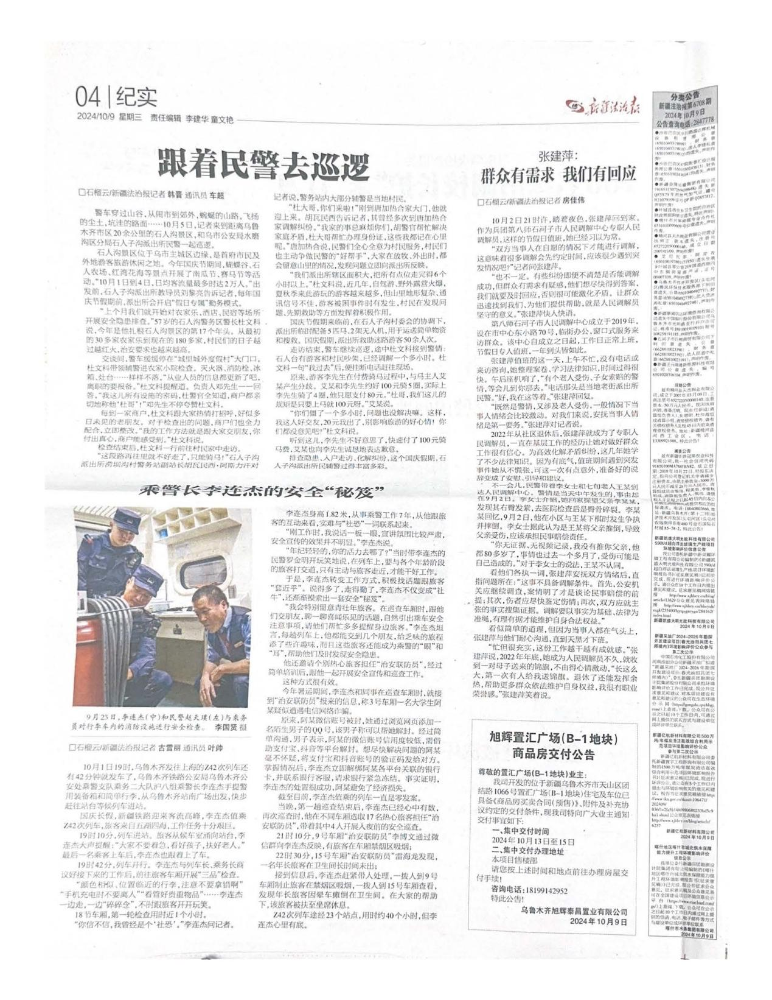 04 | 纪实
2024/10/9 星期三 责任编辑 李建华 童文艳
新疆法治报
跟着民警去巡逻
□石榴云/新疆法治报记者 韩晋 通讯员 车超
警车穿过山谷,从闹市到郊外,蜿蜒的山路,飞扬
的尘土,坑洼的路面……10月5日,记者来到距离乌鲁
木齐市区20余公里的石人沟景区,和乌市公安局水磨
沟区分局石人子沟派出所民警一起巡逻。
石人沟景区位于乌市主城区边缘,是首府市民及
外地游客旅游休闲之地。今年国庆节期间,蝴蝶谷、石
人农场、红湾花海等景点开展了南瓜节、赛马节等活
动。“10月1日到4日,日均客流量最多时达2万人。”出
发前,石人子沟派出所教导员刘黎亮告诉记者,每年国
庆节假期前,派出所会开启“假日专属”勤务模式。
“上个月我们就开始对农家乐、酒店、民宿等场所
开展安全隐患排查。”57岁的石人沟警务区警长杜文科
说,今年是他扎根石人沟景区的第17个年头。从最初
的30多家农家乐到现在的180多家,村民们的日子越
过越红火,治安要求也越来越高。
交谈间,警车缓缓停在“城里城外度假村”大门口,
杜文科带领辅警进农家小院检查。灭火器、消防栓、冰
箱、灶台……样样不落,“从业人员的信息都更新了吧,
离职的要报备。”杜文科提醒道。负责人邓先生一一回
答。“我这儿所有设施的密码,杜警官全知道,商户都亲
切地称他‘杜哥’!”邓先生不停夸赞杜文科。
每到一家商户,杜文科跟大家热情打招呼,好似多
日未见的老朋友。对于检查出的问题,商户们也全力
配合,立即整改。“我的工作方法就是跟大家交朋友,你
付出真心,商户能感受到。”杜文科说。
检查结束后,杜文科一行前往村民家中走访。
“这段路再往里就不好走了,只能骑马!”石人子沟
派出所涝坝沟村警务站副站长胡瓦民西·阿斯力汗对
记者说,警务站内大部分辅警是当地村民。
“杜大哥,你们来啦!”刚到唐加热合家大门,他就
迎上来。胡瓦民西告诉记者,其曾经多次到唐加热合
家调解纠纷。“我家的事总麻烦你们,胡警官帮忙解决
家庭矛盾,杜大哥帮忙办理身份证,这些我都记在心里
呢。”唐加热合说,民警们全心全意为村民服务,村民们
也主动争做民警的“好帮手”,大家在放牧、外出时,都
会留意山里的情况,发现问题立即向派出所反映。
“我们派出所辖区面积大,把所有点位走完得6个
小时以上。”杜文科说,近几年,自驾游、野外露营火爆,
夏秋季来此游玩的游客越来越多,但山里地形复杂、通
讯信号不佳,游客被困事件时有发生,村民在发现问
题、先期救助等方面发挥着积极作用。
国庆节假期来临前,在石人子沟村委会的协调下,
派出所临时配备5匹马、2架无人机,用于运送简单物资
和搜救。国庆假期,派出所救助迷路游客50余人次。
走访结束,警车继续巡逻,途中杜文科接到警情:
石人台有游客和村民吵架,已经调解一个多小时。杜
文科一句“我过去”后,便挂断电话赶往现场。
原来,游客李先生在付费骑马过程中,与马主人艾
某产生分歧。艾某和李先生约好100元骑5圈,实际上
李先生骑了4圈,他只愿支付80元。“杜哥,我们这儿的
规矩是只要上马就100元呀。”艾某说。
“你们僵了一个多小时,问题也没解决嘛。这样,
我这人好交友,20元我出了,别影响旅游的好心情!你
们都没意见吧?”杜文科说。
听到这儿,李先生不好意思了,快速付了100元骑
马费,艾某也向李先生诚恳地表达歉意。
排查隐患、入户走访、化解纠纷,这个国庆假期,石
人子沟派出所民辅警过得丰富多彩。
张建萍:
群众有需求 我们有回应
□石榴云/新疆法治报记者 房佳伟
10月2日21时许,踏着夜色,张建萍回到家。
作为兵团第八师石河子市人民调解中心专职人民
调解员,这样的节假日值班,她已经习以为常。
“双方当事人在自愿的情况下才能进行调解,
这意味着很多调解会先约定时间,应该很少遇到突
发情况吧?”记者问张建萍。
“也不一定。有些纠纷即便不清楚是否能调解
成功,但群众有需求有疑惑,他们想尽快得到答案,
我们就要及时回应,否则很可能激化矛盾。让群众
迅速找到我们,为他们提供帮助,就是人民调解员
坚守的意义。”张建萍快人快语。
第八师石河子市人民调解中心成立于2019年,
设在市中心东小路70号,临街办公,窗口式服务来
访群众。该中心自成立之日起,工作日正常上班,
节假日专人值班,一年到头皆如此。
张建萍值班的这一天,上午不忙,没有电话或
来访咨询,她整理案卷、学习法律知识,时间过得很
快。午后座机响了,“有个老人受伤,子女索赔的警
情,等会儿到你那去。”电话那头是当地老街派出所
民警。“好,我在这等着。”张建萍回复。
“既然是警情,又涉及老人受伤,一般情况下当
事人情绪会比较激动。对我们来说,安抚当事人情
绪是第一要务。”张建萍对记者说。
2022年从社区退休后,张建萍就成为了专职人
民调解员,一直在基层工作的经历让她对做好群众
工作很有信心。为高效化解矛盾纠纷,这几年她学
了不少法律知识。因为有底气,值班期间遇到突发
事件她从不慌张,可这一次有点意外,准备好的说
辞变成了安慰、引导和建议。
不一会儿,民警带着李女士和七旬老人王某到
达人民调解中心。警情是当天中午发生的,事由却
在9月2日。李女士介绍,她回家探望父亲李某某,
发现其右臀发紫,去医院检查后是臀骨碎裂。李某
某回忆,9月2日,他在小区与王某下棋时发生争执
并摔倒。李女士据此认为是王某将父亲推倒,导致
父亲受伤,应该承担民事赔偿责任。
“你无证据,无视频记录,我没有推你父亲,他
都80多岁了,事情也过去一个多月了,受伤可能是
自己造成的。”对于李女士的说法,王某不认同。
看他们各执一词,张建萍安抚双方情绪后,直
指问题所在:“这事不具备调解条件。首先,公安机
关应继续调查,案情明了才是谈论民事赔偿的前
提;其次,伤者应尽快鉴定伤情;再次,双方应就主
张的事实搜集证据。调解要以事实为基础、法律为
准绳,有理有据才能维护自身合法权益。”
看似简单的道理,但因为当事人都在气头上,
张建萍与他们耐心沟通,直到天黑才下班。
“忙但很充实,这份工作越干越有成就感。”张
建萍说,2022年年底,她成为人民调解员不久,就收
到一对母子送来的锦旗,不由得心情激动,“长这么
大,第一次有人给我送锦旗。退休了还能发挥余
热,帮助更多群众依法维护自身权益,我很有职业
荣誉感。”张建萍笑着说。
乘警长李连杰的安全“秘笈”
9月23日,李连杰(中)和民警赵天璞(左)与乘务
员对行李车内的消防设施进行安全检查。 李国贤 摄
□石榴云/新疆法治报记者 古雪丽 通讯员 叶帅
10月1日19时,乌鲁木齐发往上海的Z42次列车还
有42分钟就发车了,乌鲁木齐铁路公安局乌鲁木齐公
安处乘警支队乘务二大队沪八组乘警长李连杰手提警
用装备箱和简单行李,从乌鲁木齐站南广场出发,快步
赶往站台等候列车进站。
国庆长假,新疆铁路迎来客流高峰,李连杰值乘
Z42次列车,旅客来自五湖四海,工作任务十分艰巨。
19时10分,列车进站。旅客从候车室涌向站台,李
连杰大声提醒:“大家不要着急,看好孩子,扶好老人。”
最后一名乘客上车后,李连杰也跟着上了车。
19时42分,列车开行。李连杰与列车长、乘务长商
议好接下来的工作后,前往旅客车厢开展“三品”检查。
“颜色相似、位置临近的行李,注意不要拿错啊”
“手机充电时不要离人”“看管好贵重物品”……李连杰
一边走,一边“碎碎念”,不时跟旅客开开玩笑。
18节车厢,第一轮检查用时近1个小时。
“你信不信,我曾经是个‘社恐’。”李连杰问记者。
李连杰身高1.82米,从事乘警工作7年,从他跟旅
客的互动来看,实难与“社恐”一词联系起来。
“刚工作时,我说话一板一眼,宣讲氛围比较严肃,
安全宣传的效果并不明显。”李连杰说。
“年纪轻轻的,你的活力去哪了?”当时带李连杰的
民警罗金明开玩笑地说,在列车上,要与各个年龄阶段
的旅客打交道,只有主动与旅客走近,才能干好工作。
于是,李连杰转变工作方式,积极找话题跟旅客
“套近乎”。说得多了,走得勤了,李连杰不仅变成“社
牛”,还渐渐摸索出一套安全“秘笈”。
“我会特别留意青壮年旅客。在巡查车厢时,跟他
们交朋友,聊一聊喜闻乐见的话题,自然引出乘车安全
注意事项,请他们帮忙多多提醒身边旅客。”李连杰坦
言,每趟列车上,他都能交到几个朋友,给乏味的旅程
添了些许趣味,而且这些旅客还能成为乘警的“眼”和
“耳”,帮助他们及时发现安全隐患。
他还邀请个别热心旅客担任“治安联防员”,经过
简单培训后,跟他一起开展安全宣传和巡查工作。
这种方式很有效。
今年暑运期间,李连杰和同事在巡查车厢时,就接
到“治安联防员”报来的信息,称3号车厢一名大学生阿
某疑似遭遇电信网络诈骗。
原来,阿某微信账号被封,她通过浏览网页添加一
名陌生男子的QQ号,该男子称可以帮她解封。经过简
单沟通,男子表示,阿某的微信账号信用度较低,需借
助支付宝、抖音等平台解封。想尽快解决问题的阿某
毫不怀疑,将支付宝和抖音账号的验证码发给对方。
掌握情况后,李连杰立即解绑阿某各平台关联的银行
卡,并联系银行客服,请求银行紧急冻结。事实证明,
李连杰的处置很成功,阿某避免了经济损失。
截至目前,李连杰值乘的列车一直是零发案。
当晚,第一趟巡查结束后,李连杰已经心中有数,
再次巡查时,他在不同车厢选取17名热心旅客担任“治
安联防员”,带着其中4人开展人夜前的安全巡查。
21时10分,9号车厢“治安联防员”李博文通过微
信群向李连杰反映,有旅客在车厢禁烟区吸烟;
22时30分,15号车厢“治安联防员”雷海龙发现,
一名年长旅客在卫生间长时间未出;
接到信息后,李连杰赶紧带人处理,一拨人到9号
车厢制止旅客在禁烟区吸烟,一拨人到15号车厢查看,
发现年长旅客因晕车瘫倒在卫生间。在大家的帮助
下,该旅客被扶至坐席休息。
Z42次列车途经23个站点,用时约40个小时,但李
连杰心里有底。
旭辉置汇广场(B-1地块)
商品房交付公告
尊敬的置汇广场(B-1地块)业主:
我司开发的位于新疆乌鲁木齐市天山区团
结路1066号置汇广场(B-1地块)住宅及车位已
具备《商品房买卖合同(预售)》、附件及补充协
议约定的交付条件,现我司特向广大业主通知
交付事宜如下:
一、集中交付时间
2024年10月13日至15日
二、集中交付办理地址
本项目售楼部
请您按上述时间和地点前往办理房屋交
付手续!
咨询电话:18199142952
特此公告!
乌鲁木齐旭辉泰昌置业有限公司
2024年10月9日
分类公告
新疆法治报第6708期
2024年10月9日
公告查询电话:2847778
注销公告
减资公告
新疆凯盛大明光能科技有限公司
590t/d超白浮法玻璃生产线项目
环境影响评价信息公告
新疆凯盛大明光能科技有限公司
2024年10月9日
新疆采油厂2024-2026年勘探
开发建设项目(春光油田兵团七
师境内)环境影响评价公众参与
第二次公示
新疆亿航新材料有限公司500万
吨/年煤炭清洁高效综合利用示
范项目环境影响评价公众
参与第二次公示
新疆亿航新材料有限公司
2024年10月9日
喀什地区喀什市城北供水保障
能力提升工程环境影响评价
信息公示
喀什市水务集团有限公司
2024年10月9日